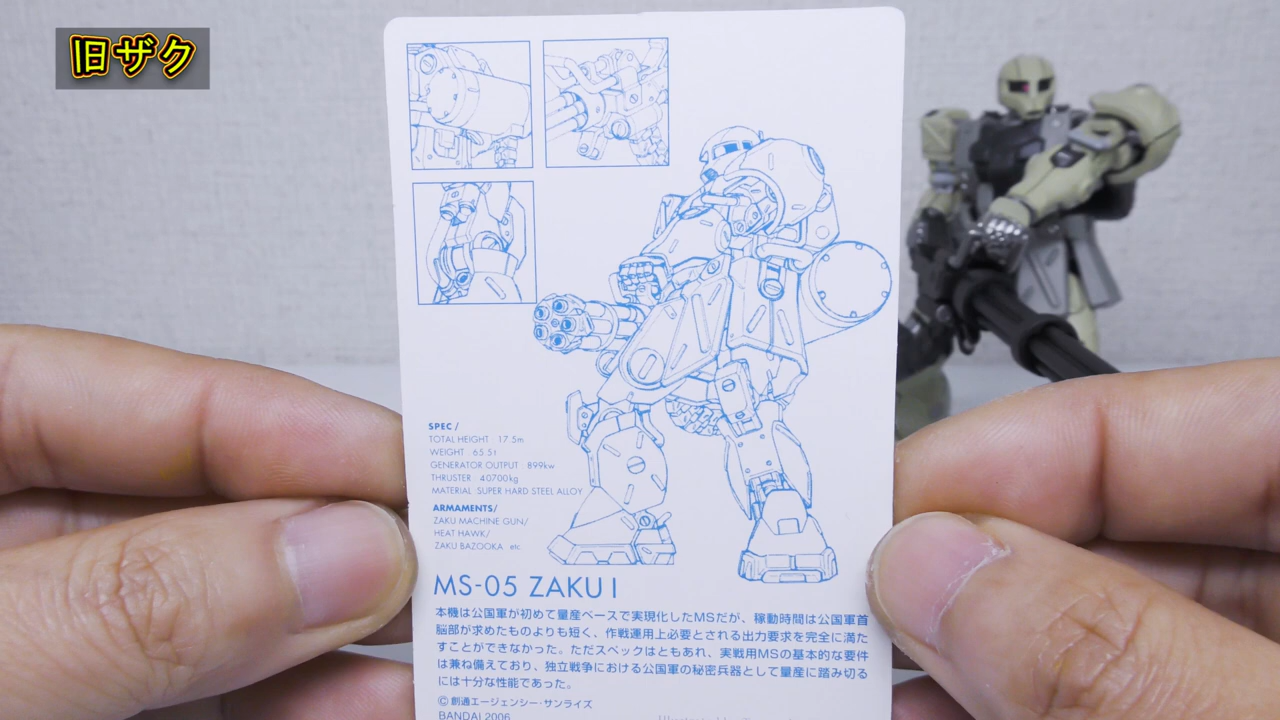 旧ザク
SPEC/
TOTAL HEIGHT 17.5m
WEIGHT 65.5t
GENERATOR OUTPUT 899kw
THRUSTER 40700kg
MATERIAL SUPER HARD STEEL ALLOY
ARMAMENTS/
ZAKU MACHINE GUN/
HEAT HAWK/
ZAKU BAZOOKA etc
MS-05 ZAKU I
本機は公国軍が初めて量産ベースで実現化したMSだが、稼動時間は公国軍首
脳部が求めたものよりも短く、作戦運用上必要とされる出力要求を完全に満た
すことができなかった。ただスペックはともあれ、実戦用MSの基本的な要件
は兼ね備えており、独立戦争における公国軍の秘密兵器として量産に踏み切る
には十分な性能であった。
©創通エージェンシー・サンライズ
BANDAI 2006